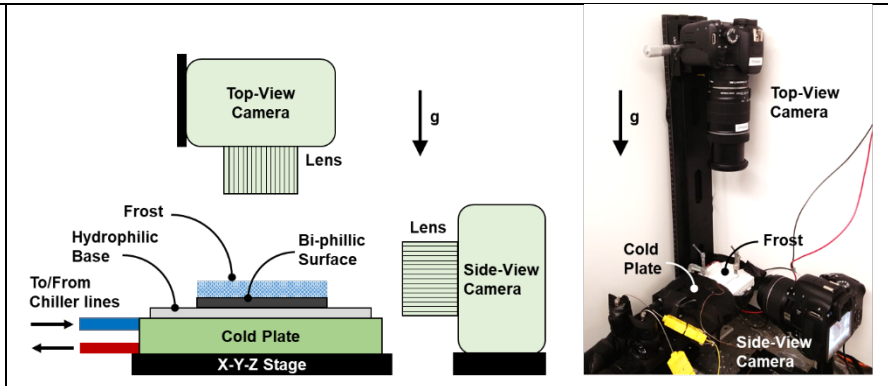 Top-View
Camera
Lens
g
Frost
Hydrophilic
Base
Bi-phillic
Surface
To/From
Chiller lines
Cold Plate
X-Y-Z Stage
Lens
Side-View
Camera
g
Top-View
Camera
Cold
Plate
Frost
Side-View
Camera